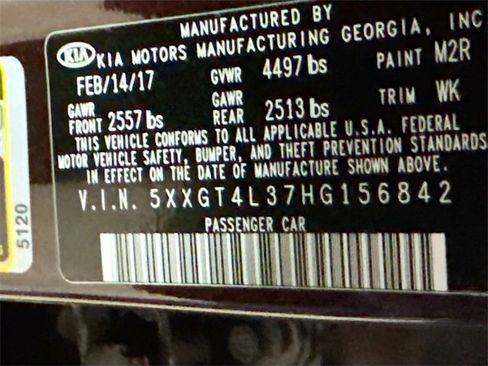 MANUFACTURED BY
KIA KIA MOTORS MANUFACTURING GEORGIA, INC
FEB/14/17 GVWR 4497 lbs PAINT M2R
GAWR FRONT 2557 lbs GAWR REAR 2513 lbs TRIM WK
THIS VEHICLE CONFORMS TO ALL APPLICABLE U.S.A. FEDERAL
MOTOR VEHICLE SAFETY, BUMPER, AND THEFT PREVENTION STANDARDS
IN EFFECT ON THE DATE OF MANUFACTURE SHOWN ABOVE.
V.I.N. 5XXGT4L37HG156842
PASSENGER CAR
5120